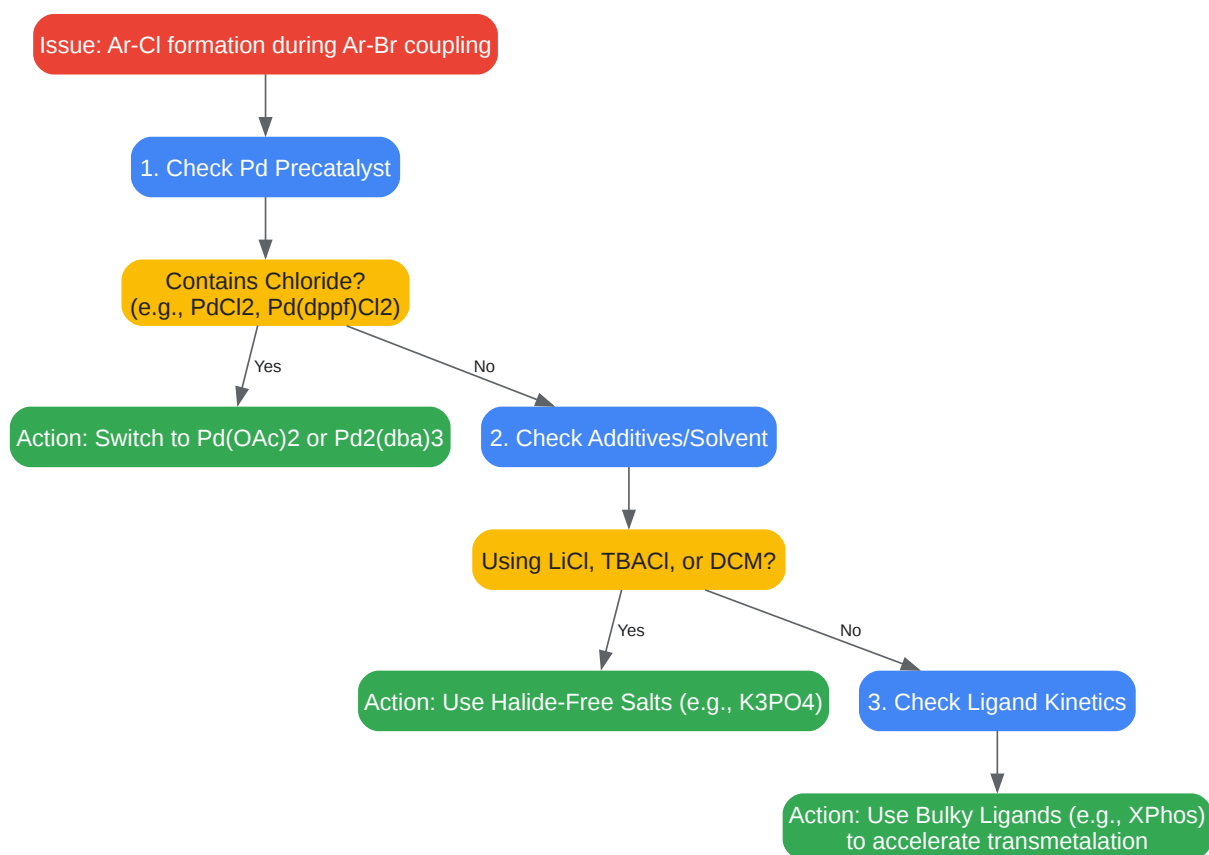 Issue: Ar-Cl formation during Ar-Br coupling
1. Check Pd Precatalyst
Contains Chloride?
(e.g., PdCl2, Pd(dppf)Cl2)
Yes
No
Action: Switch to Pd(OAc)2 or Pd2(dba)3
2. Check Additives/Solvent
Using LiCl, TBACl, or DCM?
Yes
No
Action: Use Halide-Free Salts (e.g., K3PO4)
3. Check Ligand Kinetics
Action: Use Bulky Ligands (e.g., XPhos)
to accelerate transmetalation